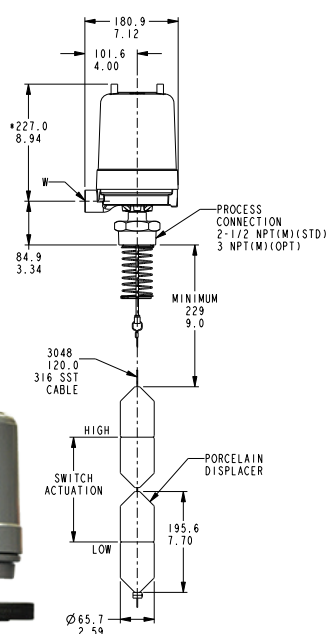 180.9
7.12
101.6
4.00
*227.0
8.94
W
84.9
3.34
PROCESS
CONNECTION
2-1/2 NPT(M)(STD)
3 NPT(M)(OPT)
MINIMUM
229
9.0
3048
120.0
316 SST
CABLE
HIGH
PORCELAIN
DISPLACER
SWITCH
ACTUATION
195.6
7.70
LOW
Ø65.7
2.59